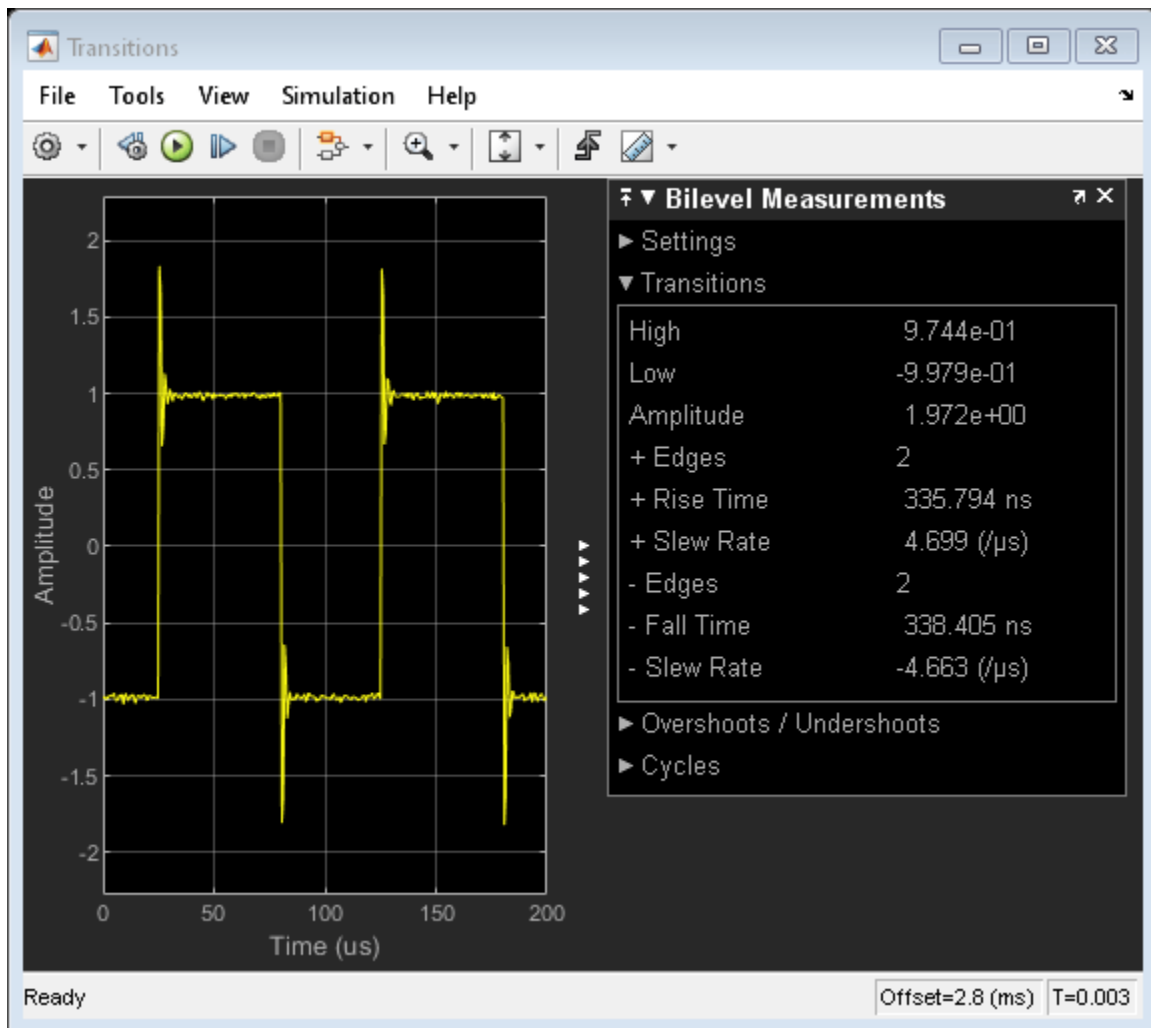 Transitions
File Tools View Simulation Help
Bilevel Measurements
Settings
Transitions
High 9.744e-01
Low -9.979e-01
Amplitude 1.972e+00
+ Edges 2
+ Rise Time 335.794 ns
+ Slew Rate 4.699 (/µs)
- Edges 2
- Fall Time 338.405 ns
- Slew Rate -4.663 (/µs)
Overshoots / Undershoots
Cycles
Amplitude
2
1.5
1
0.5
0
-0.5
-1
-1.5
-2
0 50 100 150 200
Time (us)
Ready Offset=2.8 (ms) T=0.003